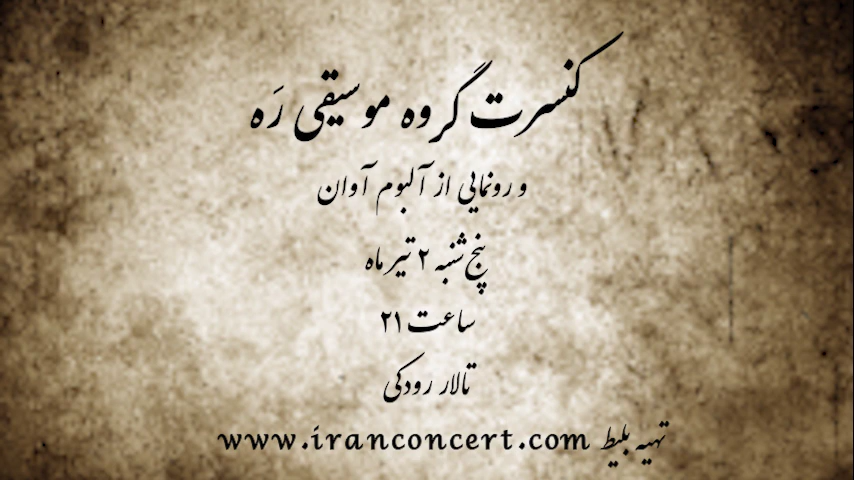 کنسرت گروه موسیقی رَه
و رونمایی از آلبوم آوان
پنج شنبه ۲ تیر ماه
ساعت ۲۱
تالار رودکی
تهیه بلیط www.iranconcert.com